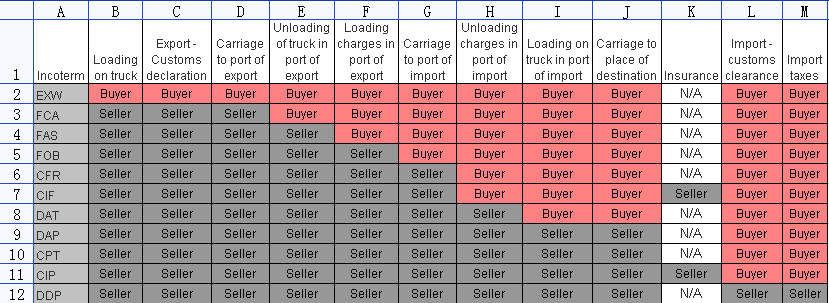 A B C D E F G H I J K L M
1 Incoterm Loading on truck Export - Customs declaration Carriage to port of export Unloading of truck in port of export Loading charges in port of export Carriage to port of import Unloading charges in port of import Loading on truck in port of import Carriage to place of destination Insurance Import - customs clearance Import taxes
2 EXW Buyer Buyer Buyer Buyer Buyer Buyer Buyer Buyer Buyer N/A Buyer Buyer
3 FCA Seller Seller Seller Buyer Buyer Buyer Buyer Buyer Buyer N/A Buyer Buyer
4 FAS Seller Seller Seller Seller Buyer Buyer Buyer Buyer Buyer N/A Buyer Buyer
5 FOB Seller Seller Seller Seller Seller Buyer Buyer Buyer Buyer N/A Buyer Buyer
6 CFR Seller Seller Seller Seller Seller Seller Buyer Buyer Buyer N/A Buyer Buyer
7 CIF Seller Seller Seller Seller Seller Seller Buyer Buyer Buyer Seller Buyer Buyer
8 DAT Seller Seller Seller Seller Seller Seller Seller Buyer Buyer N/A Buyer Buyer
9 DAP Seller Seller Seller Seller Seller Seller Seller Seller Seller N/A Buyer Buyer
10 CPT Seller Seller Seller Seller Seller Seller Seller Seller Seller N/A Buyer Buyer
11 CIP Seller Seller Seller Seller Seller Seller Seller Seller Seller Seller Buyer Buyer
12 DDP Seller Seller Seller Seller Seller Seller Seller Seller Seller N/A Seller Seller